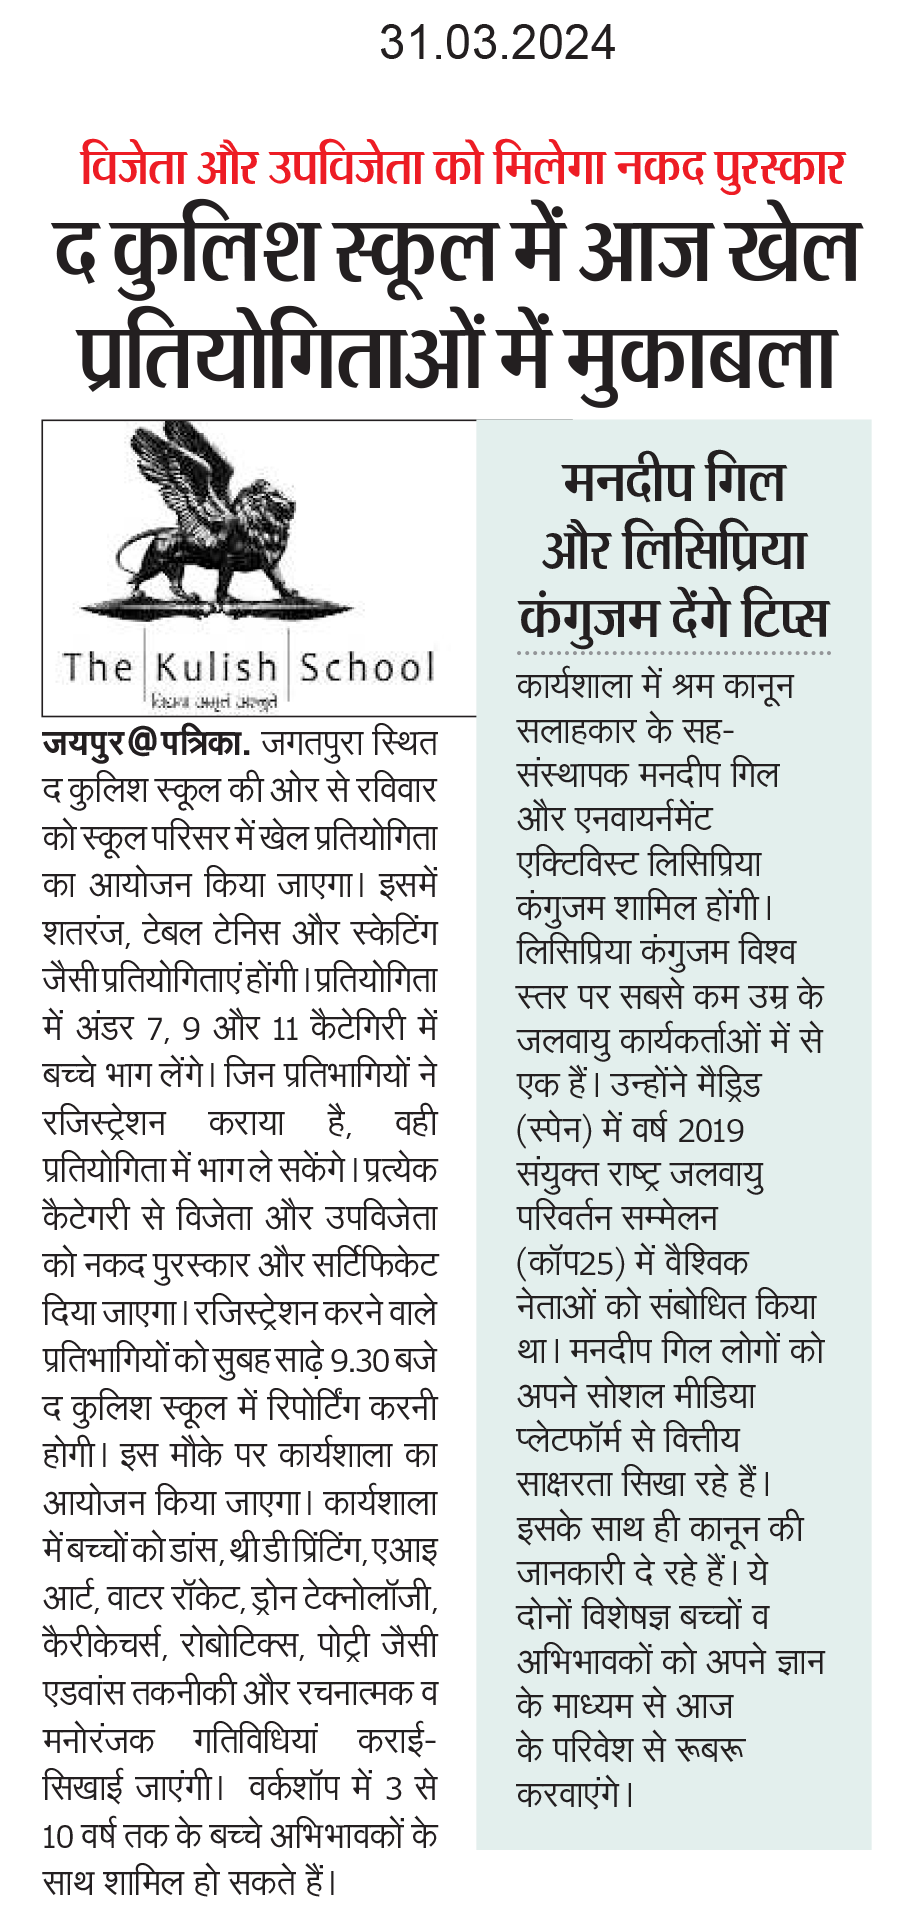 31.03.2024
विजेता और उपविजेता को मिलेगा नकद पुरस्कार
द कुलिश स्कूल में आज खेल
प्रतियोगिताओं में मुकाबला
The Kulish School
जयपुर@पत्रिका. जगतपुरा स्थित
द कुलिश स्कूल की ओर से रविवार
को स्कूल परिसर में खेल प्रतियोगिता
का आयोजन किया जाएगा। इसमें
शतरंज, टेबल टेनिस और स्केटिंग
जैसी प्रतियोगिताएं होंगी। प्रतियोगिता
में अंडर 7, 9 और 11 कैटेगिरी में
बच्चे भाग लेंगे। जिन प्रतिभागियों ने
रजिस्ट्रेशन कराया है, वही
प्रतियोगिता में भाग ले सकेंगे। प्रत्येक
कैटेगरी से विजेता और उपविजेता
को नकद पुरस्कार और सर्टिफिकेट
दिया जाएगा। रजिस्ट्रेशन करने वाले
प्रतिभागियों को सुबह साढ़े 9.30 बजे
द कुलिश स्कूल में रिपोर्टिंग करनी
होगी। इस मौके पर कार्यशाला का
आयोजन किया जाएगा। कार्यशाला
में बच्चों को डांस, थ्री डी प्रिंटिंग, एआइ
आर्ट, वाटर रॉकेट, ड्रोन टेक्नोलॉजी,
कैरीकेचर्स, रोबोटिक्स, पोट्री जैसी
एडवांस तकनीकी और रचनात्मक व
मनोरंजक गतिविधियां कराई-
सिखाई जाएंगी। वर्कशॉप में 3 से
10 वर्ष तक के बच्चे अभिभावकों के
साथ शामिल हो सकते हैं।
मनदीप गिल
और लिसिप्रिया
कंगुजम देंगे टिप्स
कार्यशाला में श्रम कानून
सलाहकार के सह-
संस्थापक मनदीप गिल
और एनवायर्नमेंट
एक्टिविस्ट लिसिप्रिया
कंगुजम शामिल होंगी।
लिसिप्रिया कंगुजम विश्व
स्तर पर सबसे कम उम्र के
जलवायु कार्यकर्ताओं में से
एक हैं। उन्होंने मैड्रिड
(स्पेन) में वर्ष 2019
संयुक्त राष्ट्र जलवायु
परिवर्तन सम्मेलन
(कॉप25) में वैश्विक
नेताओं को संबोधित किया
था। मनदीप गिल लोगों को
अपने सोशल मीडिया
प्लेटफॉर्म से वित्तीय
साक्षरता सिखा रहे हैं।
इसके साथ ही कानून की
जानकारी दे रहे हैं। ये
दोनों विशेषज्ञ बच्चों व
अभिभावकों को अपने ज्ञान
के माध्यम से आज
के परिवेश से रूबरू
करवाएंगे।